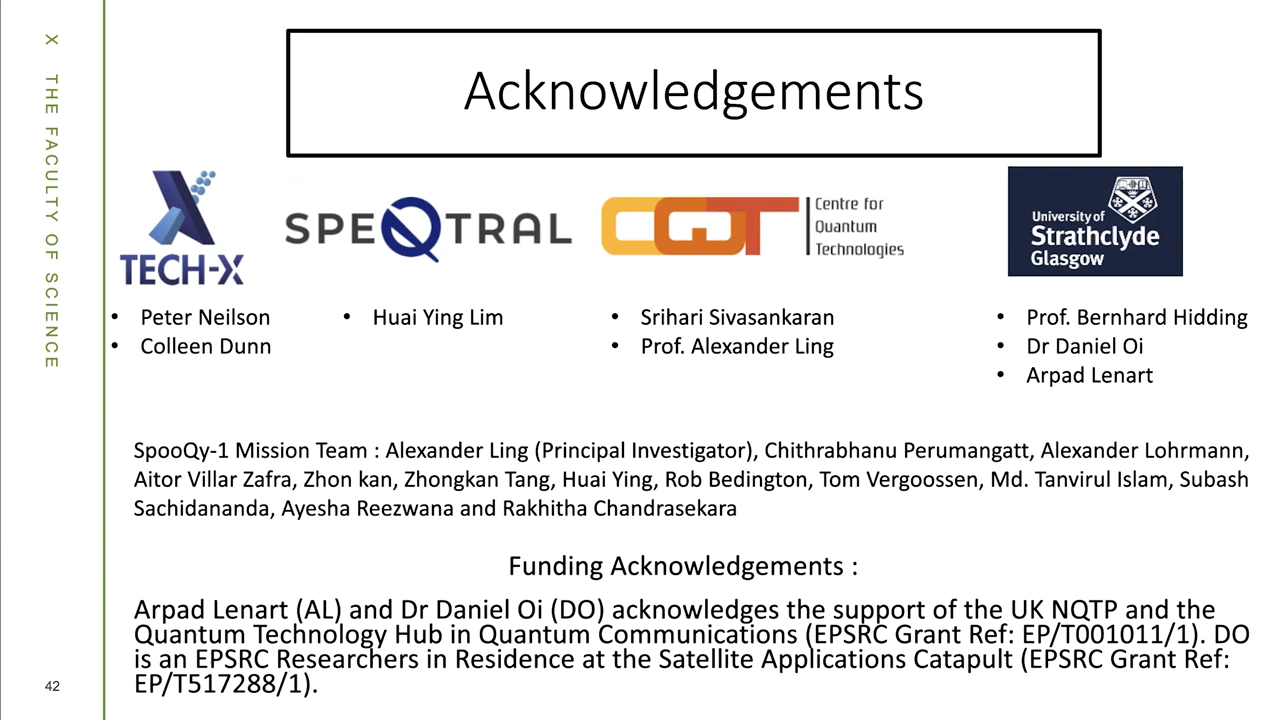 X THE FACULTY OF SCIENCE
Acknowledgements
TECH-X
SPEQTRAL
CQT
Centre for
Quantum
Technologies
University of
Strathclyde
Glasgow
• Peter Neilson
• Colleen Dunn
• Huai Ying Lim
• Srihari Sivasankaran
• Prof. Alexander Ling
• Prof. Bernhard Hidding
• Dr Daniel Oi
• Arpad Lenart
SpooQy-1 Mission Team : Alexander Ling (Principal Investigator), Chithrabhanu Perumangatt, Alexander Lohrmann,
Aitor Villar Zafra, Zhon kan, Zhongkan Tang, Huai Ying, Rob Bedington, Tom Vergoossen, Md. Tanvirul Islam, Subash
Sachidananda, Ayesha Reezwana and Rakhitha Chandrasekara
Funding Acknowledgements :
Arpad Lenart (AL) and Dr Daniel Oi (DO) acknowledges the support of the UK NQTP and the
Quantum Technology Hub in Quantum Communications (EPSRC Grant Ref: EP/T001011/1). DO
is an EPSRC Researchers in Residence at the Satellite Applications Catapult (EPSRC Grant Ref:
EP/T517288/1).
42